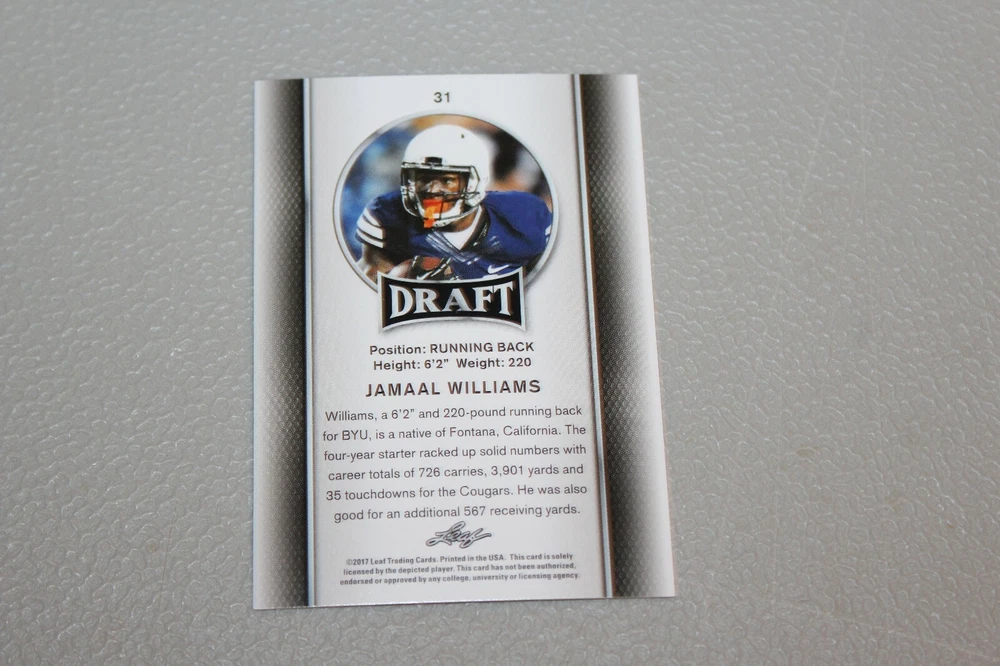 31
DRAFT
Position: RUNNING BACK
Height: 6'2" Weight: 220
JAMAAL WILLIAMS
Williams, a 6'2" and 220-pound running back
for BYU, is a native of Fontana, California. The
four-year starter racked up solid numbers with
career totals of 726 carries, 3,901 yards and
35 touchdowns for the Cougars. He was also
good for an additional 567 receiving yards.
Leaf
©2017 Leaf Trading Cards. Printed in the USA. This card is solely
licensed by the depicted player. This card has not been authorized,
endorsed or approved by any college, university or licensing agency.